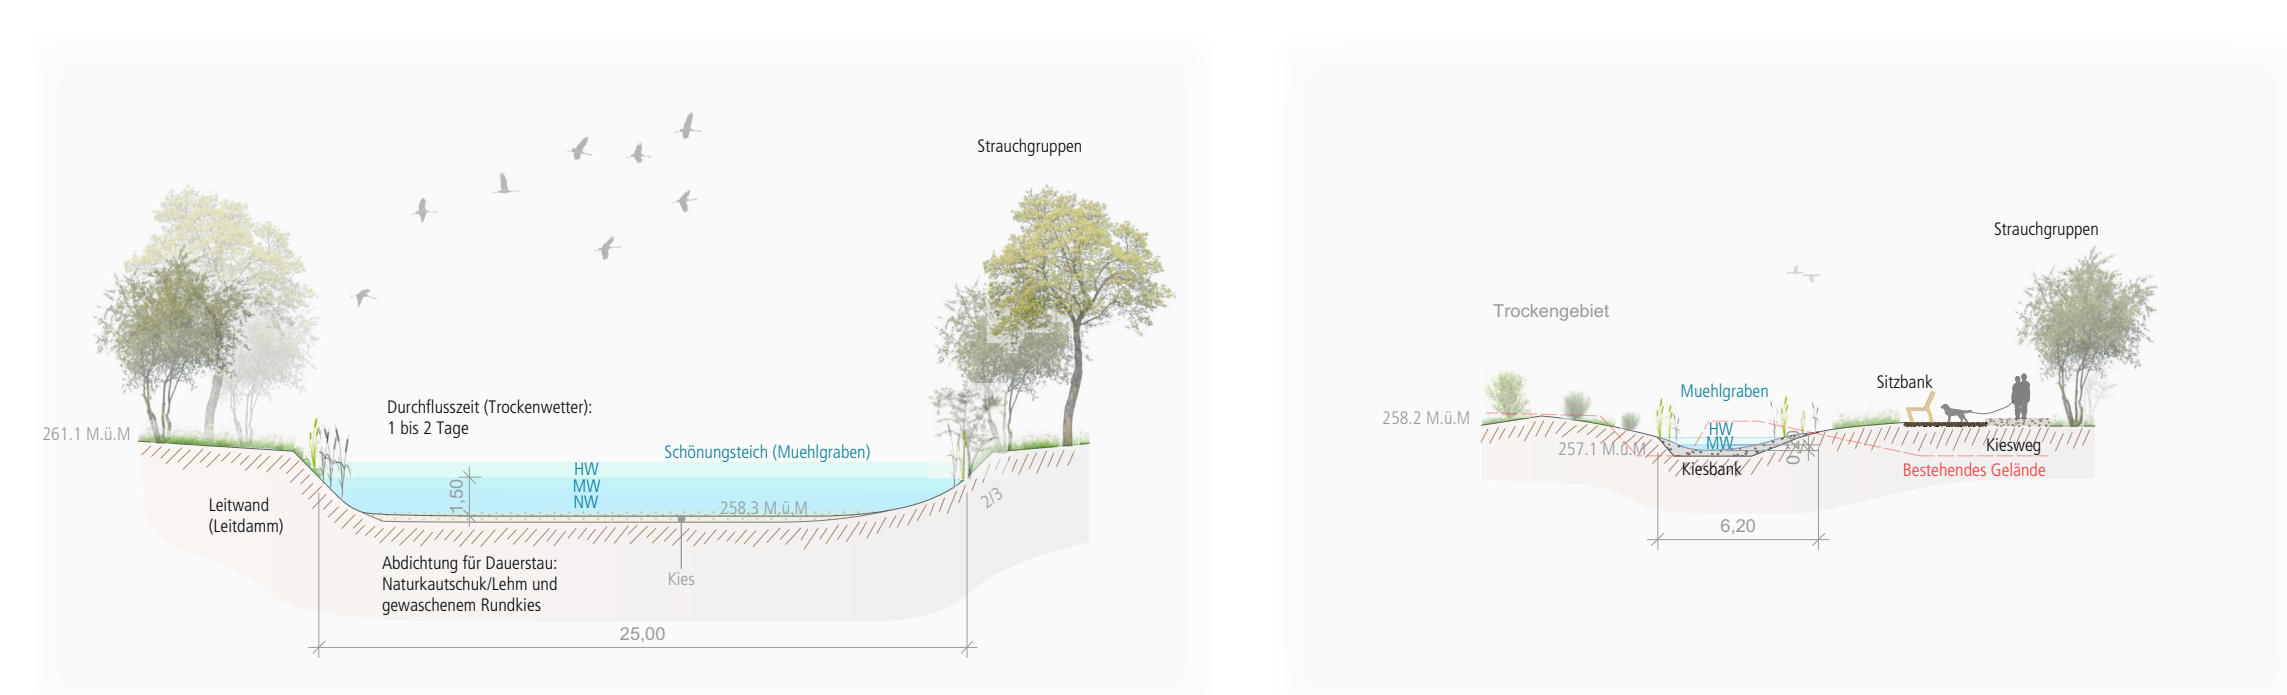 Strauchgruppen
Durchflusszeit (Trockenwetter):
1 bis 2 Tage
261.1 M.ü.M
Schönungsteich (Muehlgraben)
HW
MW
NW
1,50
258.3 M.ü.M
2/3
Leitwand
(Leitdamm)
Abdichtung für Dauerstau:
Naturkautschuk/Lehm und
gewaschenem Rundkies
Kies
25,00
Strauchgruppen
Trockengebiet
Sitzbank
Muehlgraben
258.2 M.ü.M
HW
MW
257.1 M.ü.M
Kiesweg
Kiesbank
Bestehendes Gelände
6,20